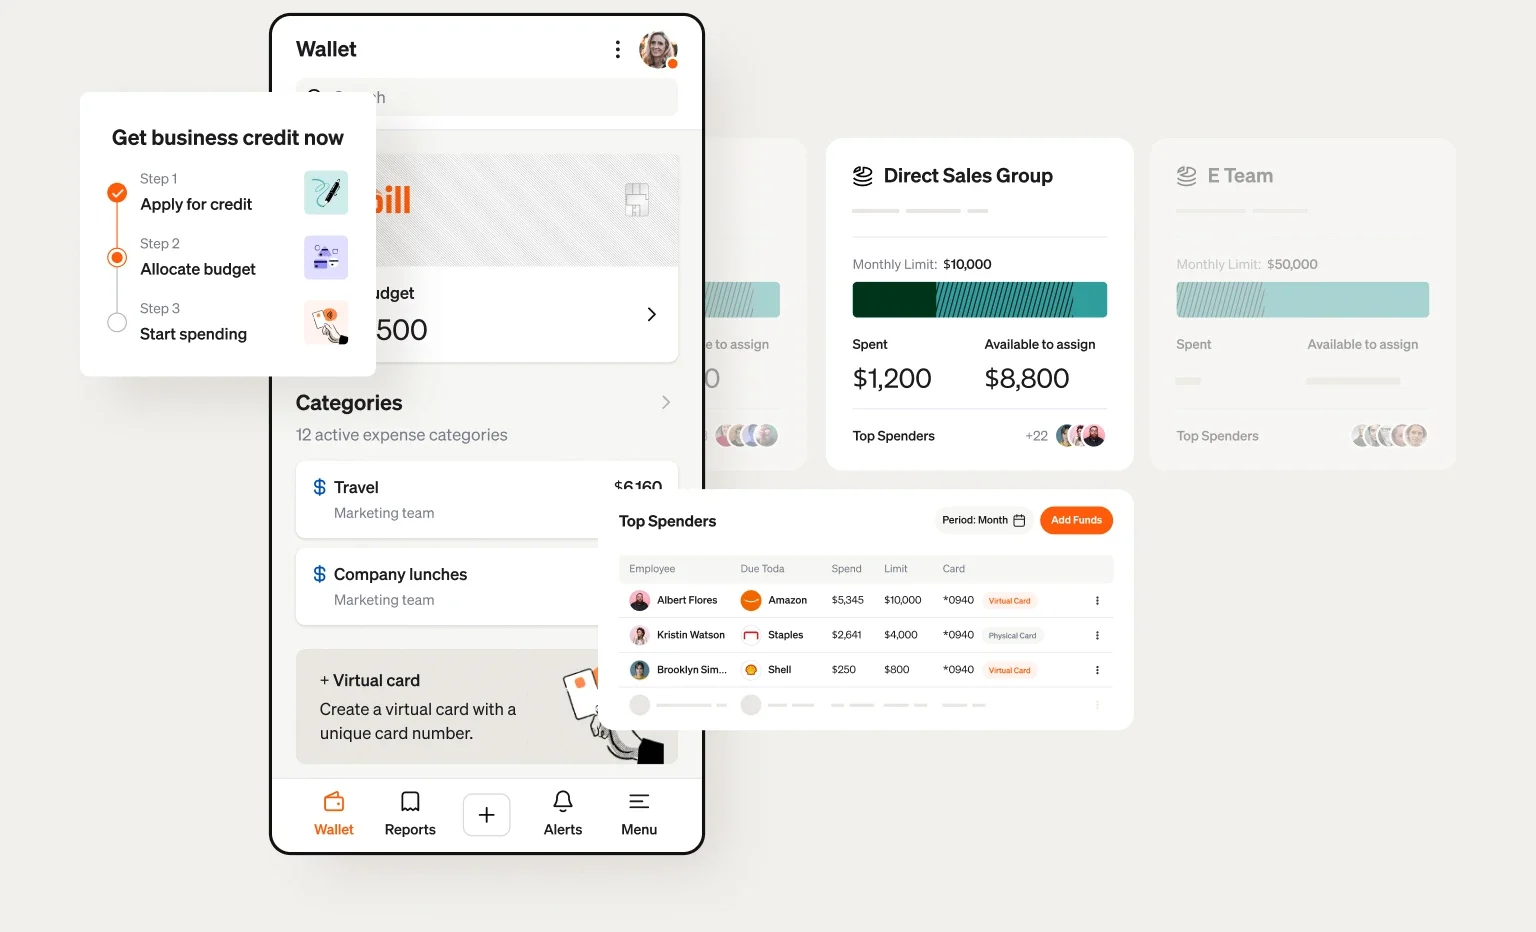 Wallet
Get business credit now
Step 1
Apply for credit
Step 2
Allocate budget
Step 3
Start spending
bill
500
Categories
12 active expense categories
$ Travel
$6,160
Marketing team
$ Company lunches
Marketing team
+ Virtual card
Create a virtual card with a
unique card number.
Wallet
Reports
+
Alerts
Menu
to assign
0
Direct Sales Group
Monthly Limit: $10,000
Spent
Available to assign
$1,200
$8,800
Top Spenders
+22
E Team
Monthly Limit: $50,000
Spent
Available to assign
Top Spenders
Top Spenders
Period: Month
Add Funds
Employee Due Toda Spend Limit Card
Albert Flores Amazon $5,345 $10,000 *0940 Virtual Card
Kristin Watson Staples $2,641 $4,000 *0940 Physical Card
Brooklyn Sim... Shell $250 $800 *0940 Virtual Card